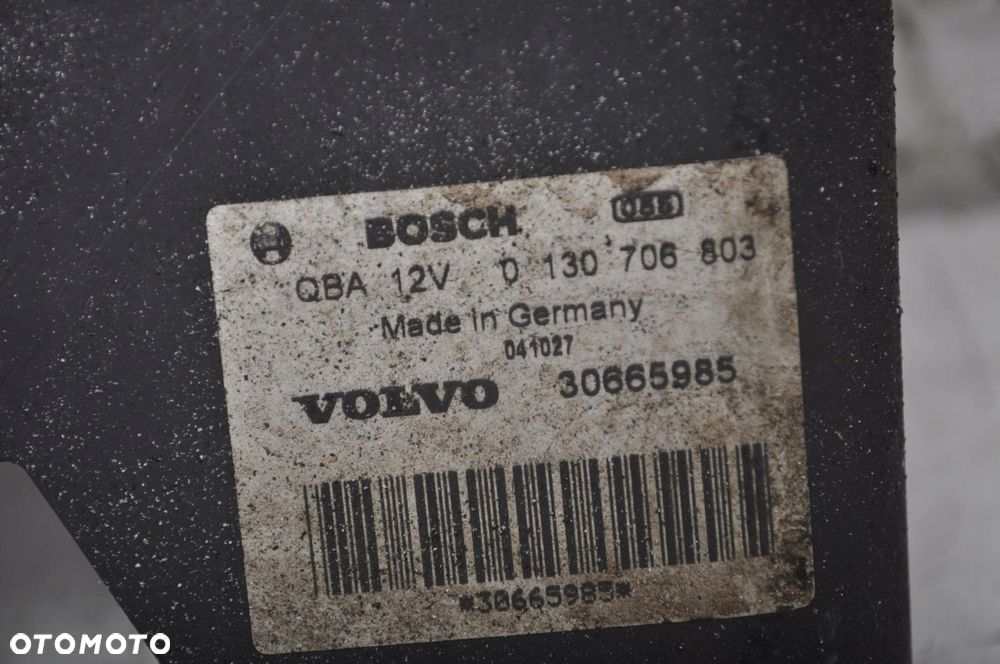 BOSCH
QBA 12V 0 130 706 803
Made in Germany
041027
VOLVO 30665985
*30665985*
OTOMOTO